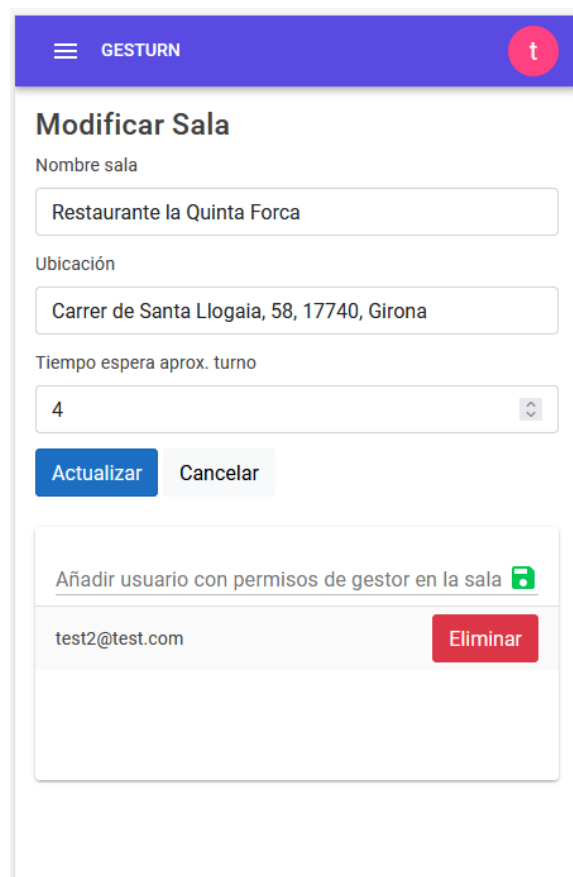 GESTURN
t
Modificar Sala
Nombre sala
Restaurante la Quinta Forca
Ubicación
Carrer de Santa Llogaia, 58, 17740, Girona
Tiempo espera aprox. turno
4
Actualizar Cancelar
Añadir usuario con permisos de gestor en la sala
test2@test.com Eliminar